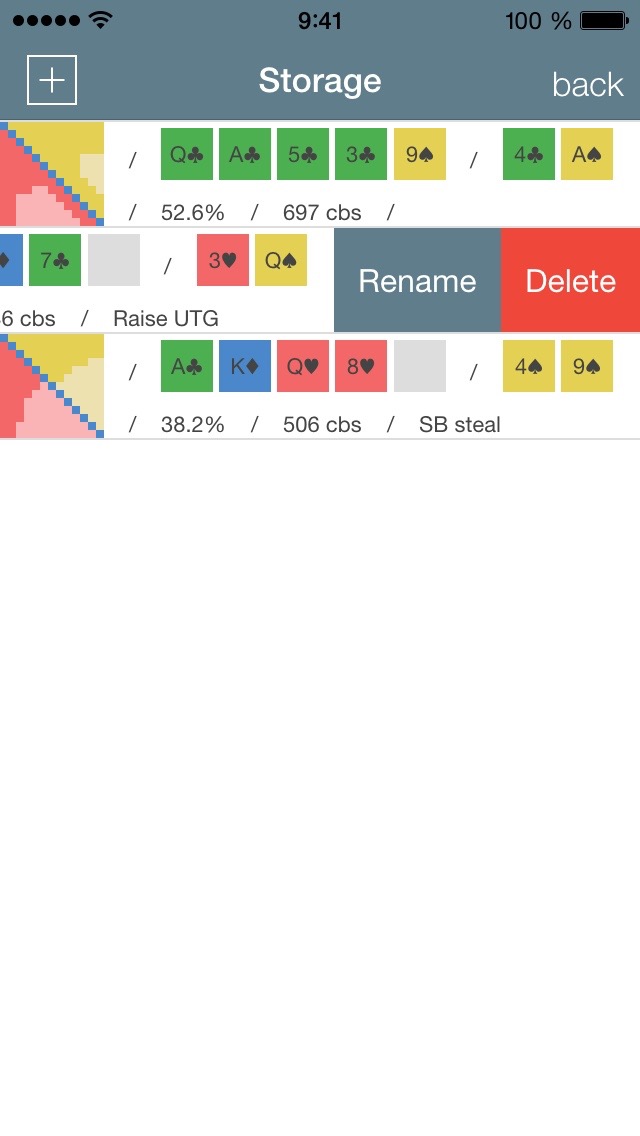 9:41 100 %
Storage back
/ Q♣ A♣ 5♣ 3♣ 9♠ / 4♣ A♠
/ 52.6% / 697 cbs /
♦ 7♣ / 3♥ Q♠
6 cbs / Raise UTG
Rename Delete
/ A♣ K♦ Q♥ 8♥ / 4♠ 9♠
/ 38.2% / 506 cbs / SB steal